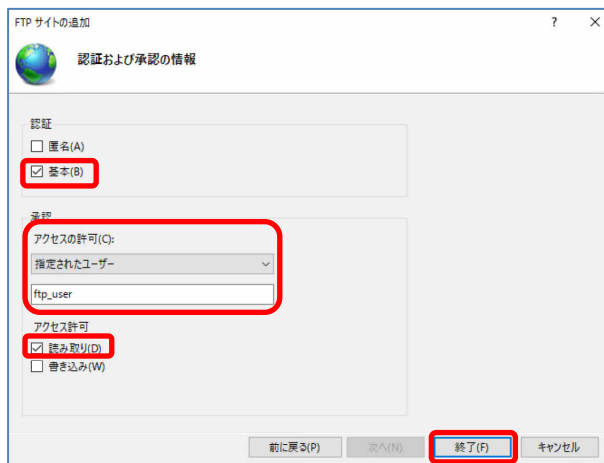 FTP サイトの追加
? ×
認証および承認の情報
認証
匿名(A)
基本(B)
承認
アクセスの許可(C):
指定されたユーザー
ftp_user
アクセス許可
読み取り(D)
書き込み(W)
前に戻る(P) 次へ(N) 終了(F) キャンセル